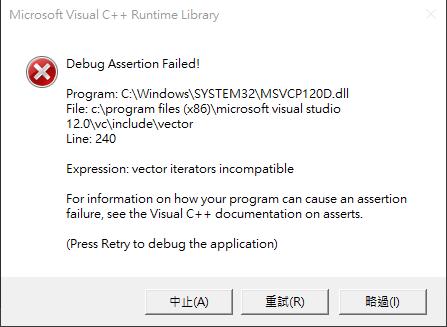 Microsoft Visual C++ Runtime Library
Debug Assertion Failed!
Program: C:\Windows\SYSTEM32\MSVCP120D.dll
File: c:\program files (x86)\microsoft visual studio
12.0\vc\include\vector
Line: 240
Expression: vector iterators incompatible
For information on how your program can cause an assertion
failure, see the Visual C++ documentation on asserts.
(Press Retry to debug the application)
中止(A) 重試(R) 略過(I)